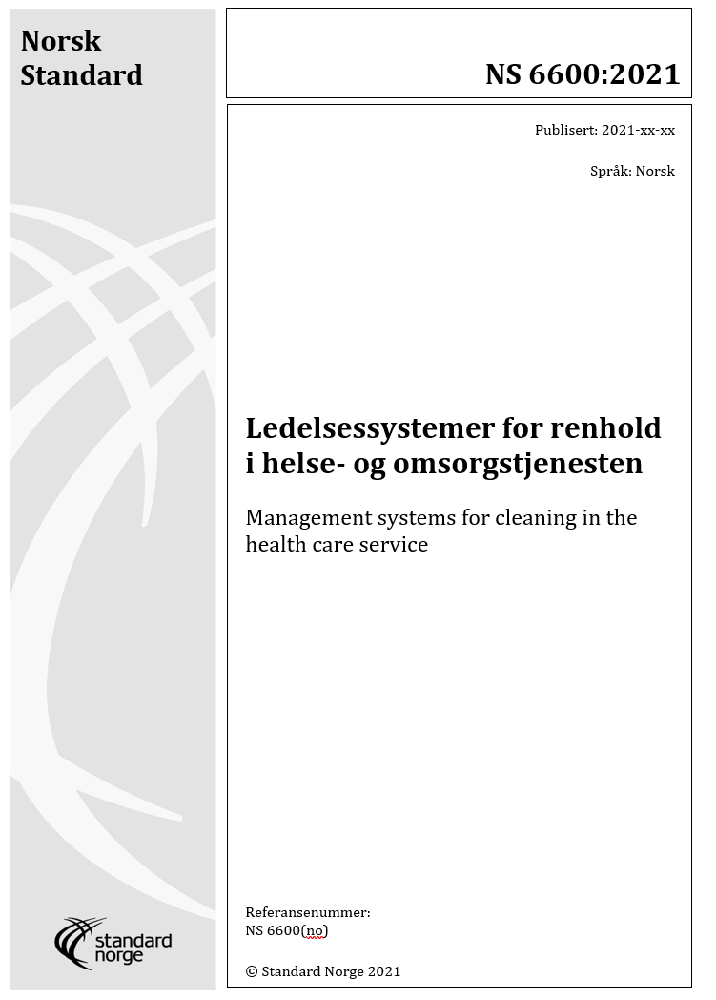 Norsk
Standard
NS 6600:2021
Publisert: 2021-xx-xx
Språk: Norsk
Ledelsessystemer for renhold
i helse- og omsorgstjenesten
Management systems for cleaning in the
health care service
Referansenummer:
NS 6600(no)
© Standard Norge 2021
standard
norge